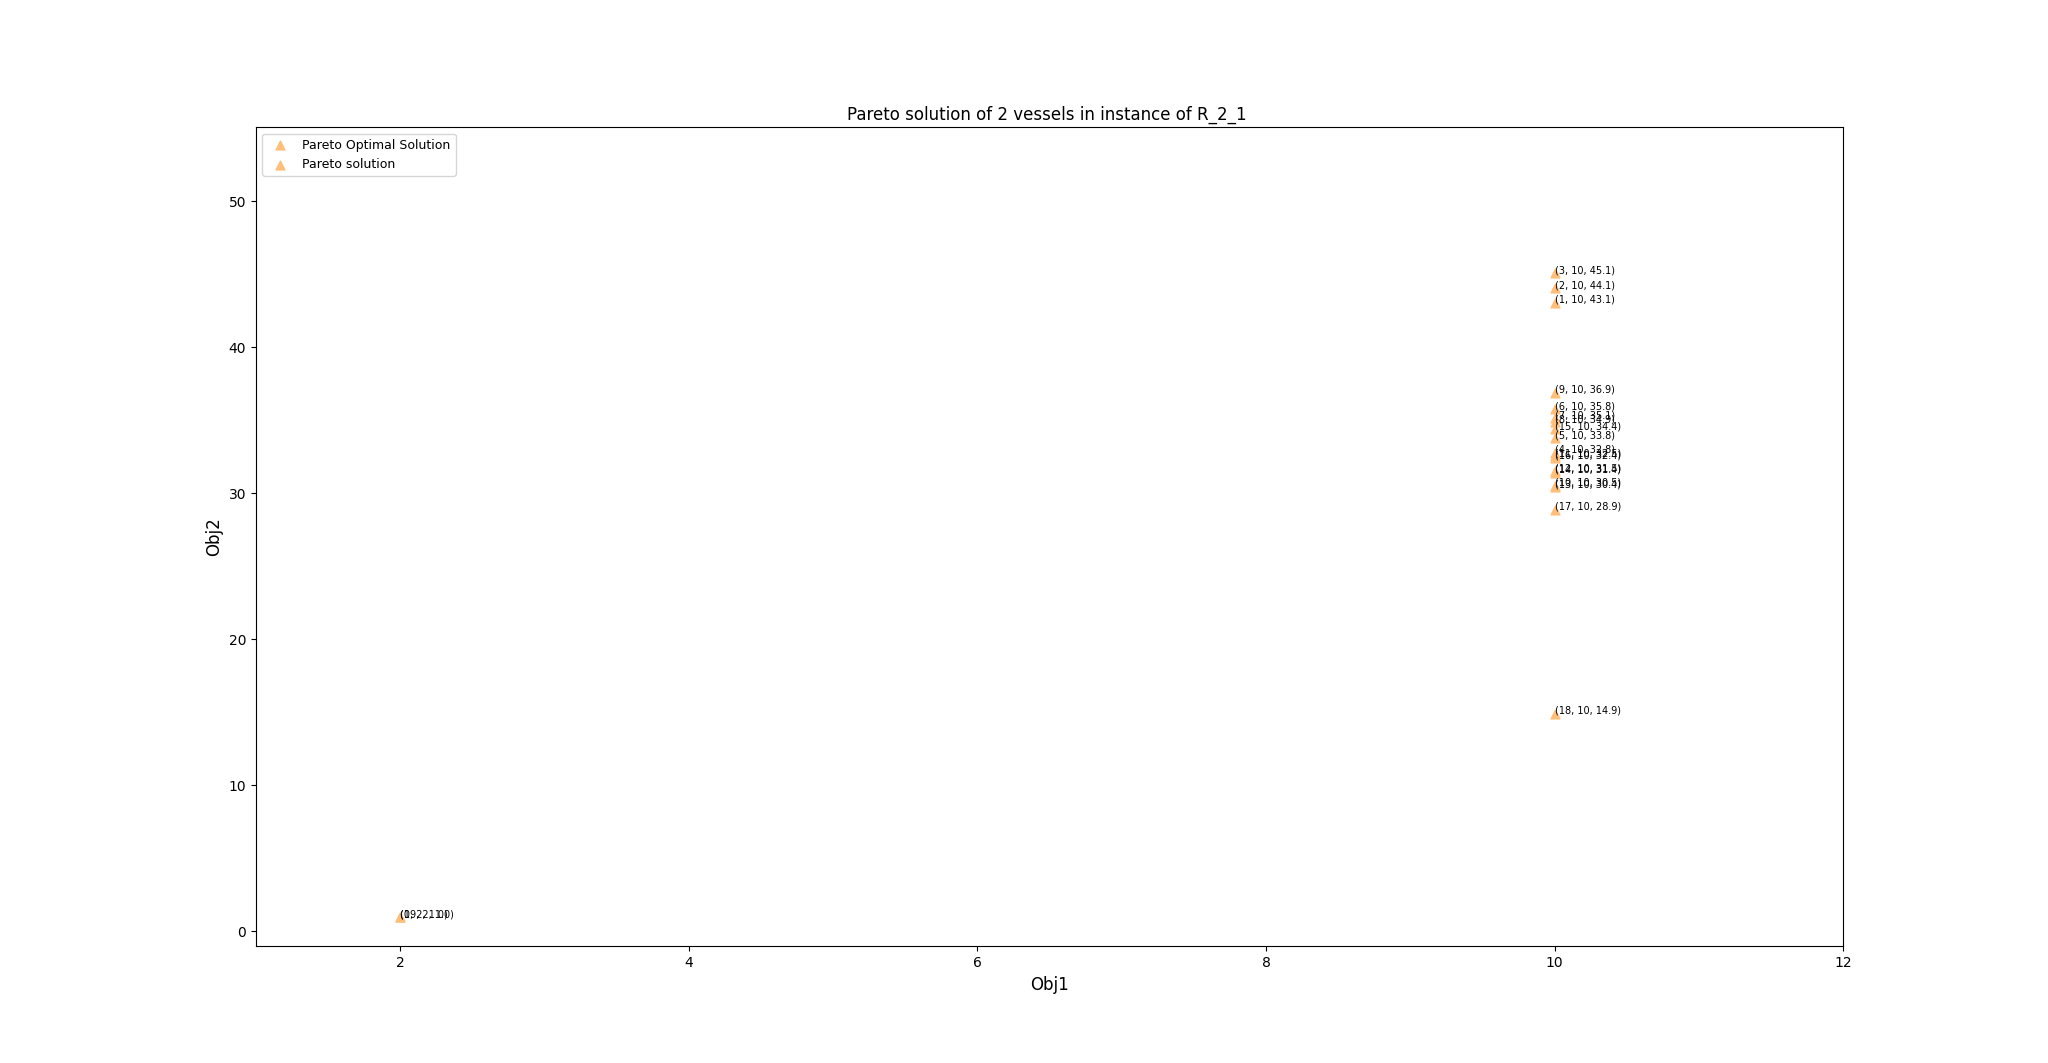 Pareto solution of 2 vessels in instance of R_2_1
Pareto Optimal Solution
Pareto solution
50
40
30
20
10
0
Obj2
(3, 10, 45.1)
(2, 10, 44.1)
(1, 10, 43.1)
(9, 10, 36.9)
(6, 10, 35.8)
(15, 10, 34.4)
(5, 10, 33.8)
(17, 10, 28.9)
(18, 10, 14.9)
2
4
6
8
10
12
Obj1